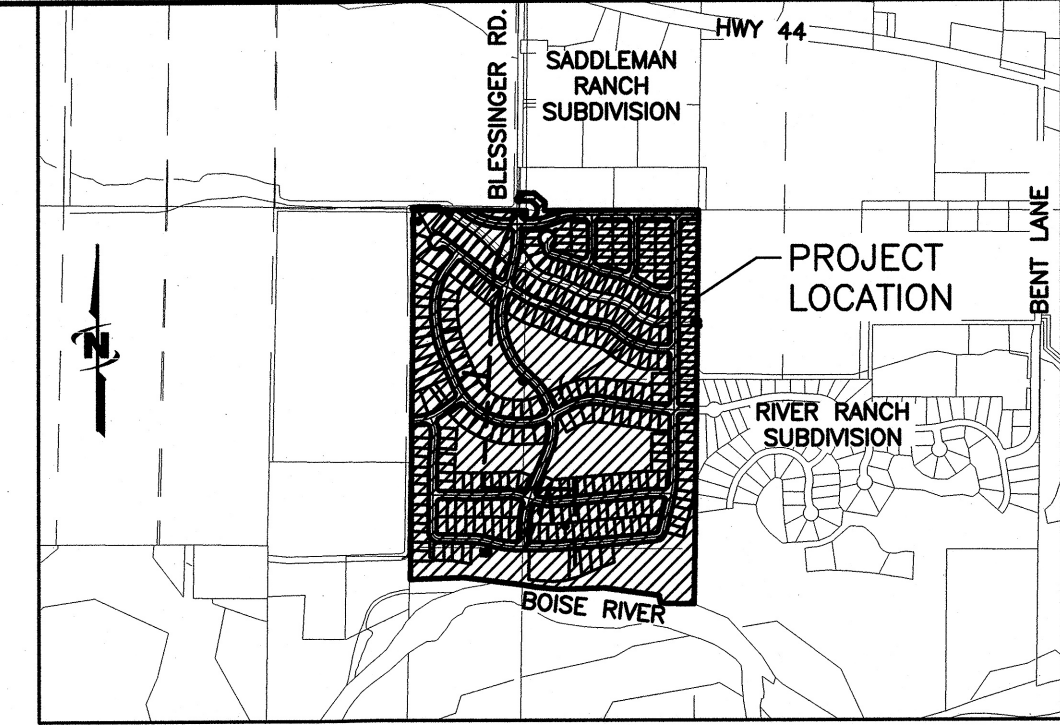 BLESSINGER RD.
HWY 44
SADDLEMAN
RANCH
SUBDIVISION
BENT LANE
PROJECT
LOCATION
N
RIVER RANCH
SUBDIVISION
BOISE RIVER